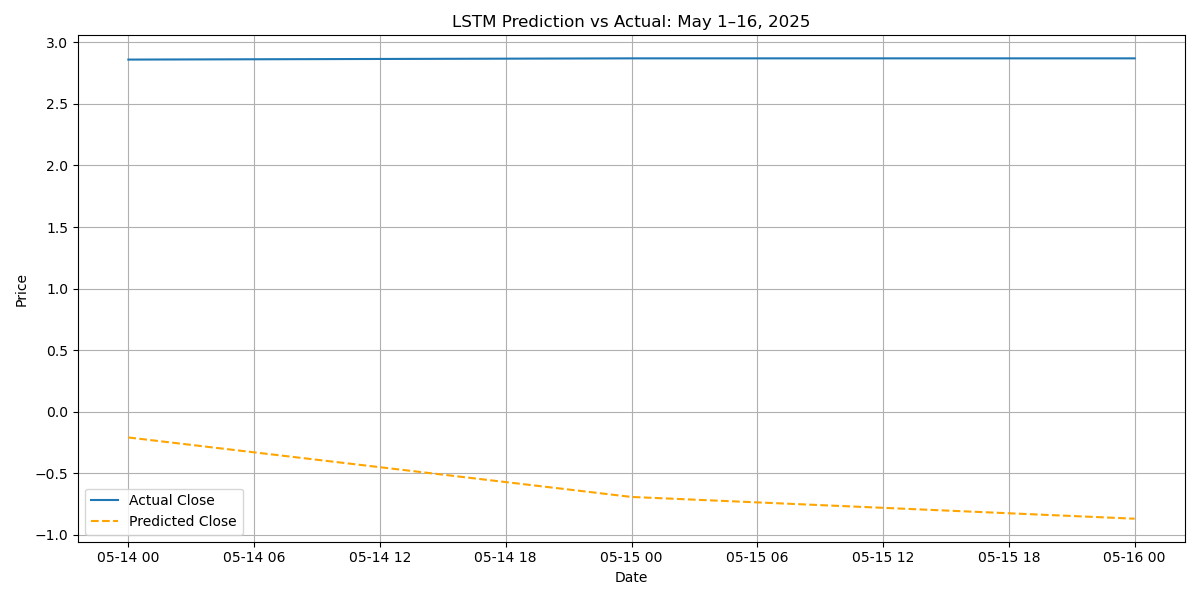 LSTM Prediction vs Actual: May 1–16, 2025
3.0
2.5
2.0
1.5
1.0
0.5
0.0
−0.5
−1.0
Price
Actual Close
Predicted Close
05-14 00 05-14 06 05-14 12 05-14 18 05-15 00 05-15 06 05-15 12 05-15 18 05-16 00
Date